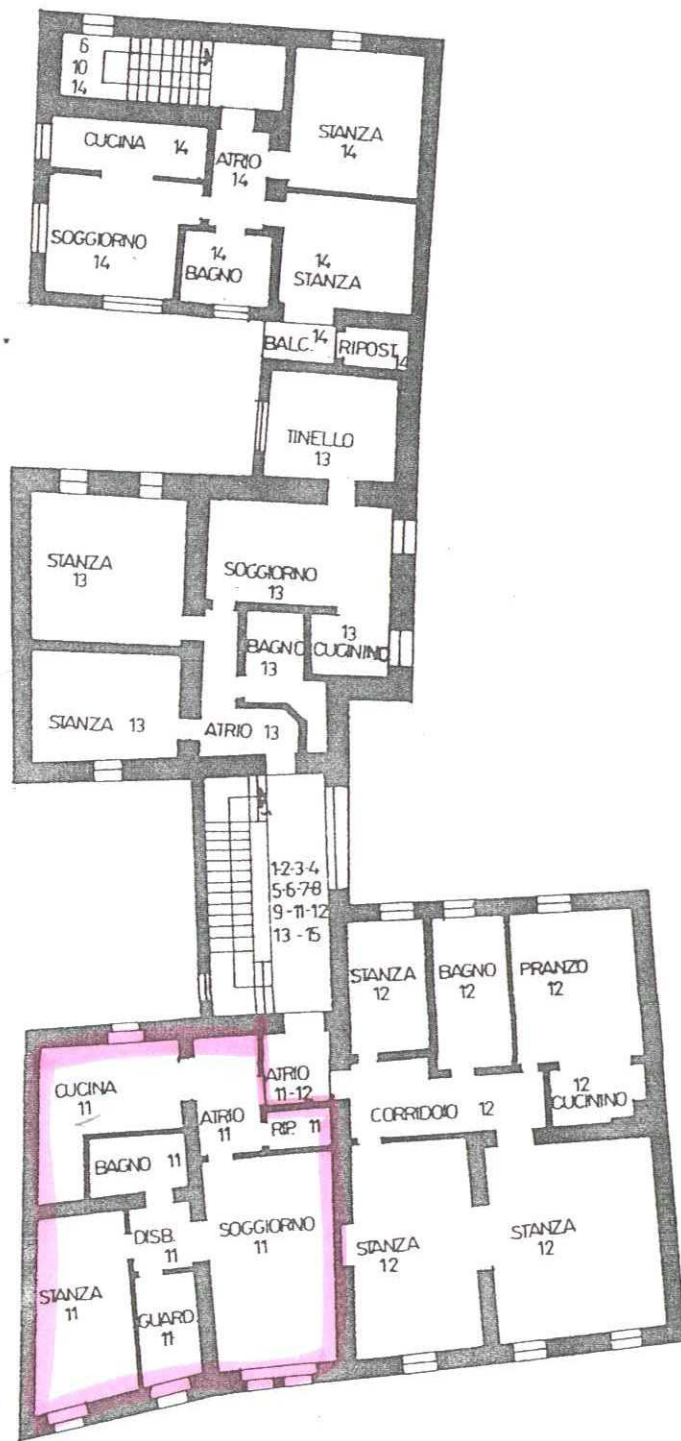 6
10
14
CUCINA 14
ATRIO
14
STANZA
14
SOGGIORNO
14
14
BAGNO
14
STANZA
BALC. 14
RIPOST.
14
TINELLO
13
STANZA
13
SOGGIORNO
13
BAGNO
13
13
CUCININO
STANZA 13
ATRIO 13
1-2-3-4
5-6-7-8
9-11-12
13-15
STANZA
12
BAGNO
12
PRANZO
12
CUCINA
11
ATRIO
11-12
12
CUCININO
CORRIDOIO 12
ATRIO
11
RIP. 11
BAGNO 11
DISB.
11
SOGGIORNO
11
STANZA
12
STANZA
12
STANZA
11
GUARD.
11